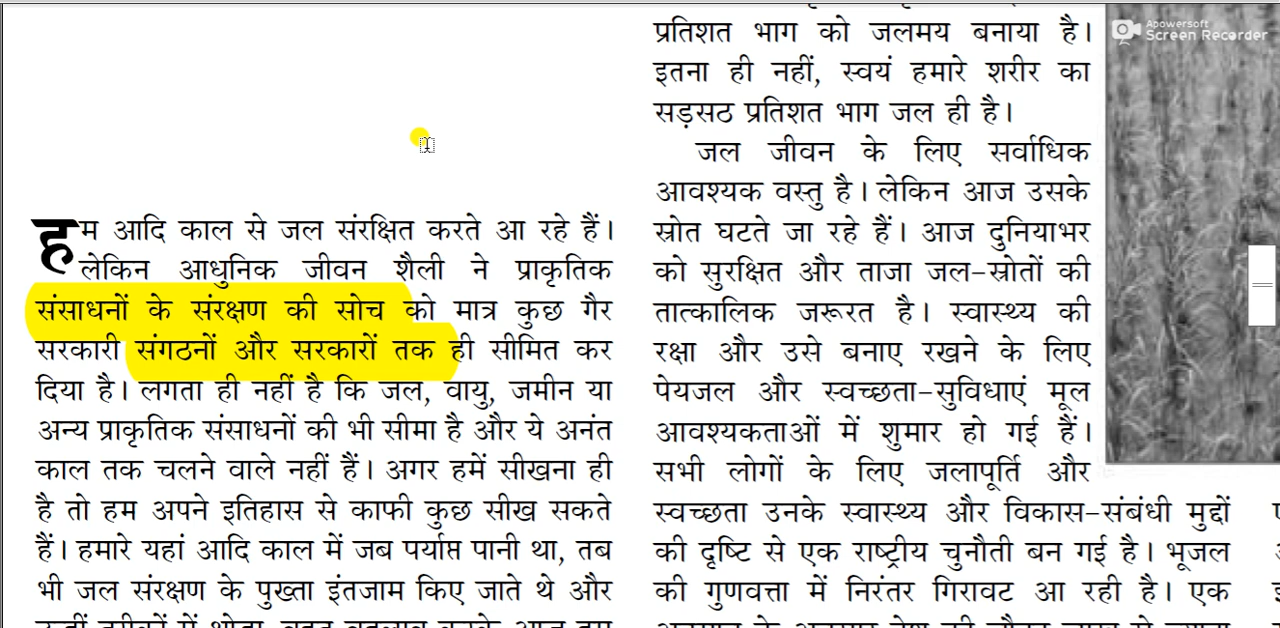 हम आदि काल से जल संरक्षित करते आ रहे हैं।
लेकिन आधुनिक जीवन शैली ने प्राकृतिक
संसाधनों के संरक्षण की सोच को मात्र कुछ गैर
सरकारी संगठनों और सरकारों तक ही सीमित कर
दिया है। लगता ही नहीं है कि जल, वायु, जमीन या
अन्य प्राकृतिक संसाधनों की भी सीमा है और ये अनंत
काल तक चलने वाले नहीं हैं। अगर हमें सीखना ही
है तो हम अपने इतिहास से काफी कुछ सीख सकते
हैं। हमारे यहां आदि काल में जब पर्याप्त पानी था, तब
भी जल संरक्षण के पुख्ता इंतजाम किए जाते थे और
प्रतिशत भाग को जलमय बनाया है।
इतना ही नहीं, स्वयं हमारे शरीर का
सड़सठ प्रतिशत भाग जल ही है।
जल जीवन के लिए सर्वाधिक
आवश्यक वस्तु है। लेकिन आज उसके
स्रोत घटते जा रहे हैं। आज दुनियाभर
को सुरक्षित और ताजा जल-स्रोतों की
तात्कालिक जरूरत है। स्वास्थ्य की
रक्षा और उसे बनाए रखने के लिए
पेयजल और स्वच्छता-सुविधाएं मूल
आवश्यकताओं में शुमार हो गई हैं।
सभी लोगों के लिए जलापूर्ति और
स्वच्छता उनके स्वास्थ्य और विकास-संबंधी मुद्दों
की दृष्टि से एक राष्ट्रीय चुनौती बन गई है। भूजल
की गुणवत्ता में निरंतर गिरावट आ रही है। एक
Apowersoft
Screen Recorder